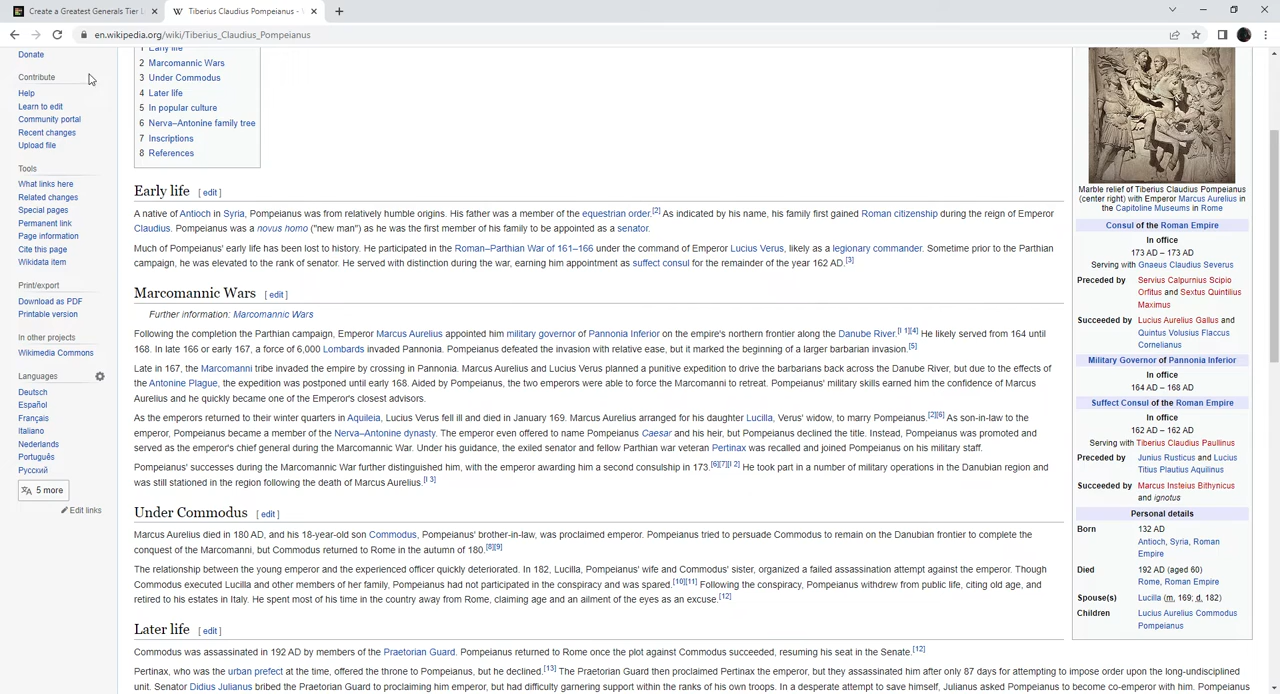 Create a Greatest Generals Tier L
Tiberius Claudius Pompeianus - W
en.wikipedia.org/wiki/Tiberius_Claudius_Pompeianus
Donate
Contribute
Help
Learn to edit
Community portal
Recent changes
Upload file
Tools
What links here
Related changes
Special pages
Permanent link
Page information
Cite this page
Wikidata item
Print/export
Download as PDF
Printable version
In other projects
Wikimedia Commons
Languages
Deutsch
Español
Français
Italiano
Nederlands
Português
Русский
5 more
Edit links
1 Early life
2 Marcomannic Wars
3 Under Commodus
4 Later life
5 In popular culture
6 Nerva–Antonine family tree
7 Inscriptions
8 References
Early life [ edit ]
A native of Antioch in Syria, Pompeianus was from relatively humble origins. His father was a member of the equestrian order.[2] As indicated by his name, his family first gained Roman citizenship during the reign of Emperor
Claudius. Pompeianus was a novus homo ("new man") as he was the first member of his family to be appointed as a senator.
Much of Pompeianus' early life has been lost to history. He participated in the Roman–Parthian War of 161–166 under the command of Emperor Lucius Verus, likely as a legionary commander. Sometime prior to the Parthian
campaign, he was elevated to the rank of senator. He served with distinction during the war, earning him appointment as suffect consul for the remainder of the year 162 AD.[3]
Marcomannic Wars [ edit ]
Further information: Marcomannic Wars
Following the completion the Parthian campaign, Emperor Marcus Aurelius appointed him military governor of Pannonia Inferior on the empire's northern frontier along the Danube River.[I 1][4] He likely served from 164 until
168. In late 166 or early 167, a force of 6,000 Lombards invaded Pannonia. Pompeianus defeated the invasion with relative ease, but it marked the beginning of a larger barbarian invasion.[5]
Late in 167, the Marcomanni tribe invaded the empire by crossing in Pannonia. Marcus Aurelius and Lucius Verus planned a punitive expedition to drive the barbarians back across the Danube River, but due to the effects of
the Antonine Plague, the expedition was postponed until early 168. Aided by Pompeianus, the two emperors were able to force the Marcomanni to retreat. Pompeianus' military skills earned him the confidence of Marcus
Aurelius and he quickly became one of the Emperor's closest advisors.
As the emperors returned to their winter quarters in Aquileia, Lucius Verus fell ill and died in January 169. Marcus Aurelius arranged for his daughter Lucilla, Verus' widow, to marry Pompeianus.[2][6] As son-in-law to the
emperor, Pompeianus became a member of the Nerva–Antonine dynasty. The emperor even offered to name Pompeianus Caesar and his heir, but Pompeianus declined the title. Instead, Pompeianus was promoted and
served as the emperor's chief general during the Marcomannic War. Under his guidance, the exiled senator and fellow Parthian war veteran Pertinax was recalled and joined Pompeianus on his military staff.
Pompeianus' successes during the Marcomannic War further distinguished him, with the emperor awarding him a second consulship in 173.[6][7][I 2] He took part in a number of military operations in the Danubian region and
was still stationed in the region following the death of Marcus Aurelius.[I 3]
Under Commodus [ edit ]
Marcus Aurelius died in 180 AD, and his 18-year-old son Commodus, Pompeianus' brother-in-law, was proclaimed emperor. Pompeianus tried to persuade Commodus to remain on the Danubian frontier to complete the
conquest of the Marcomanni, but Commodus returned to Rome in the autumn of 180.[8][9]
The relationship between the young emperor and the experienced officer quickly deteriorated. In 182, Lucilla, Pompeianus' wife and Commodus' sister, organized a failed assassination attempt against the emperor. Though
Commodus executed Lucilla and other members of her family, Pompeianus had not participated in the conspiracy and was spared.[10][11] Following the conspiracy, Pompeianus withdrew from public life, citing old age, and
retired to his estates in Italy. He spent most of his time in the country away from Rome, claiming age and an ailment of the eyes as an excuse.[12]
Later life [ edit ]
Commodus was assassinated in 192 AD by members of the Praetorian Guard. Pompeianus returned to Rome once the plot against Commodus succeeded, resuming his seat in the Senate.[12]
Pertinax, who was the urban prefect at the time, offered the throne to Pompeianus, but he declined.[13] The Praetorian Guard then proclaimed Pertinax the emperor, but they assassinated him after only 87 days for attempting to impose order upon the long-undisciplined
unit. Senator Didius Julianus bribed the Praetorian Guard to proclaiming him emperor, but had difficulty garnering support within the ranks of his own troops. In a desperate attempt to save himself, Julianus asked Pompeianus to become co-emperor with him. Pompeianus
Marble relief of Tiberius Claudius Pompeianus
(center right) with Emperor Marcus Aurelius in
the Capitoline Museums in Rome
Consul of the Roman Empire
In office
173 AD – 173 AD
Serving with Gnaeus Claudius Severus
Preceded by Servius Calpurnius Scipio
Orfitus and Sextus Quintilius
Maximus
Succeeded by Lucius Aurelius Gallus and
Quintus Volusius Flaccus
Cornelianus
Military Governor of Pannonia Inferior
In office
164 AD – 168 AD
Suffect Consul of the Roman Empire
In office
162 AD – 162 AD
Serving with Tiberius Claudius Paullinus
Preceded by Junius Rusticus and Lucius
Titius Plautius Aquilinus
Succeeded by Marcus Insteius Bithynicus
and ignotus
Personal details
Born 132 AD
Antioch, Syria, Roman
Empire
Died 192 AD (aged 60)
Rome, Roman Empire
Spouse(s) Lucilla (m. 169; d. 182)
Children Lucius Aurelius Commodus
Pompeianus